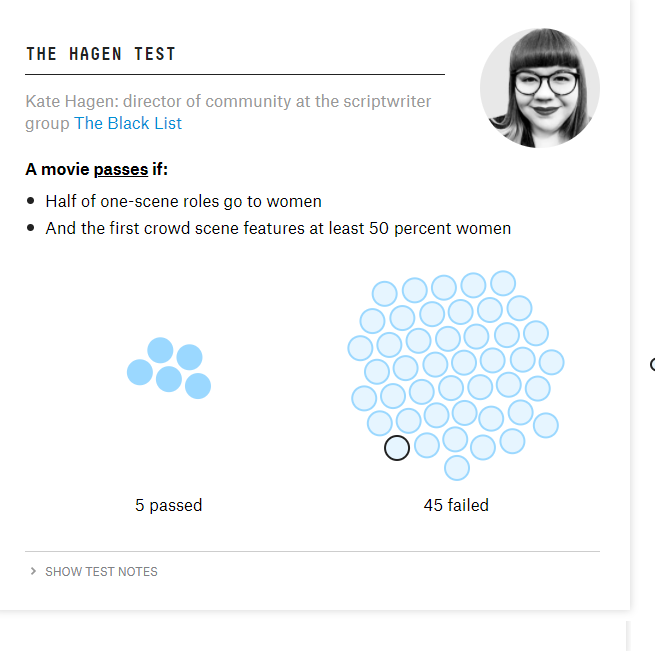 THE HAGEN TEST
Kate Hagen: director of community at the scriptwriter
group The Black List
A movie passes if:
• Half of one-scene roles go to women
• And the first crowd scene features at least 50 percent women
5 passed
45 failed
SHOW TEST NOTES